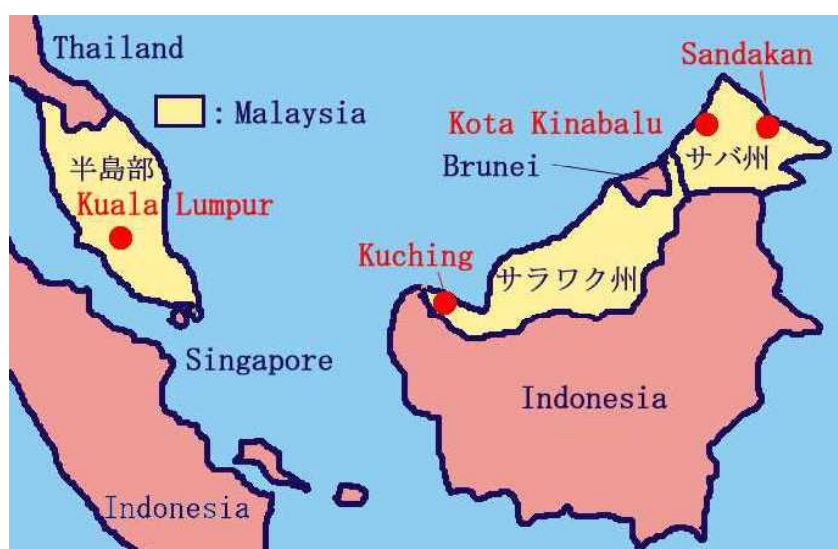 Thailand
Sandakan
: Malaysia
Kota Kinabalu
半島部
サバ州
Brunei
Kuala Lumpur
Kuching
サラワク州
Singapore
Indonesia
Indonesia